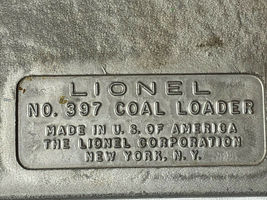 LIONEL
NO. 397 COAL LOADER
MADE IN U.S. OF AMERICA
THE LIONEL CORPORATION
NEW YORK, N.Y.